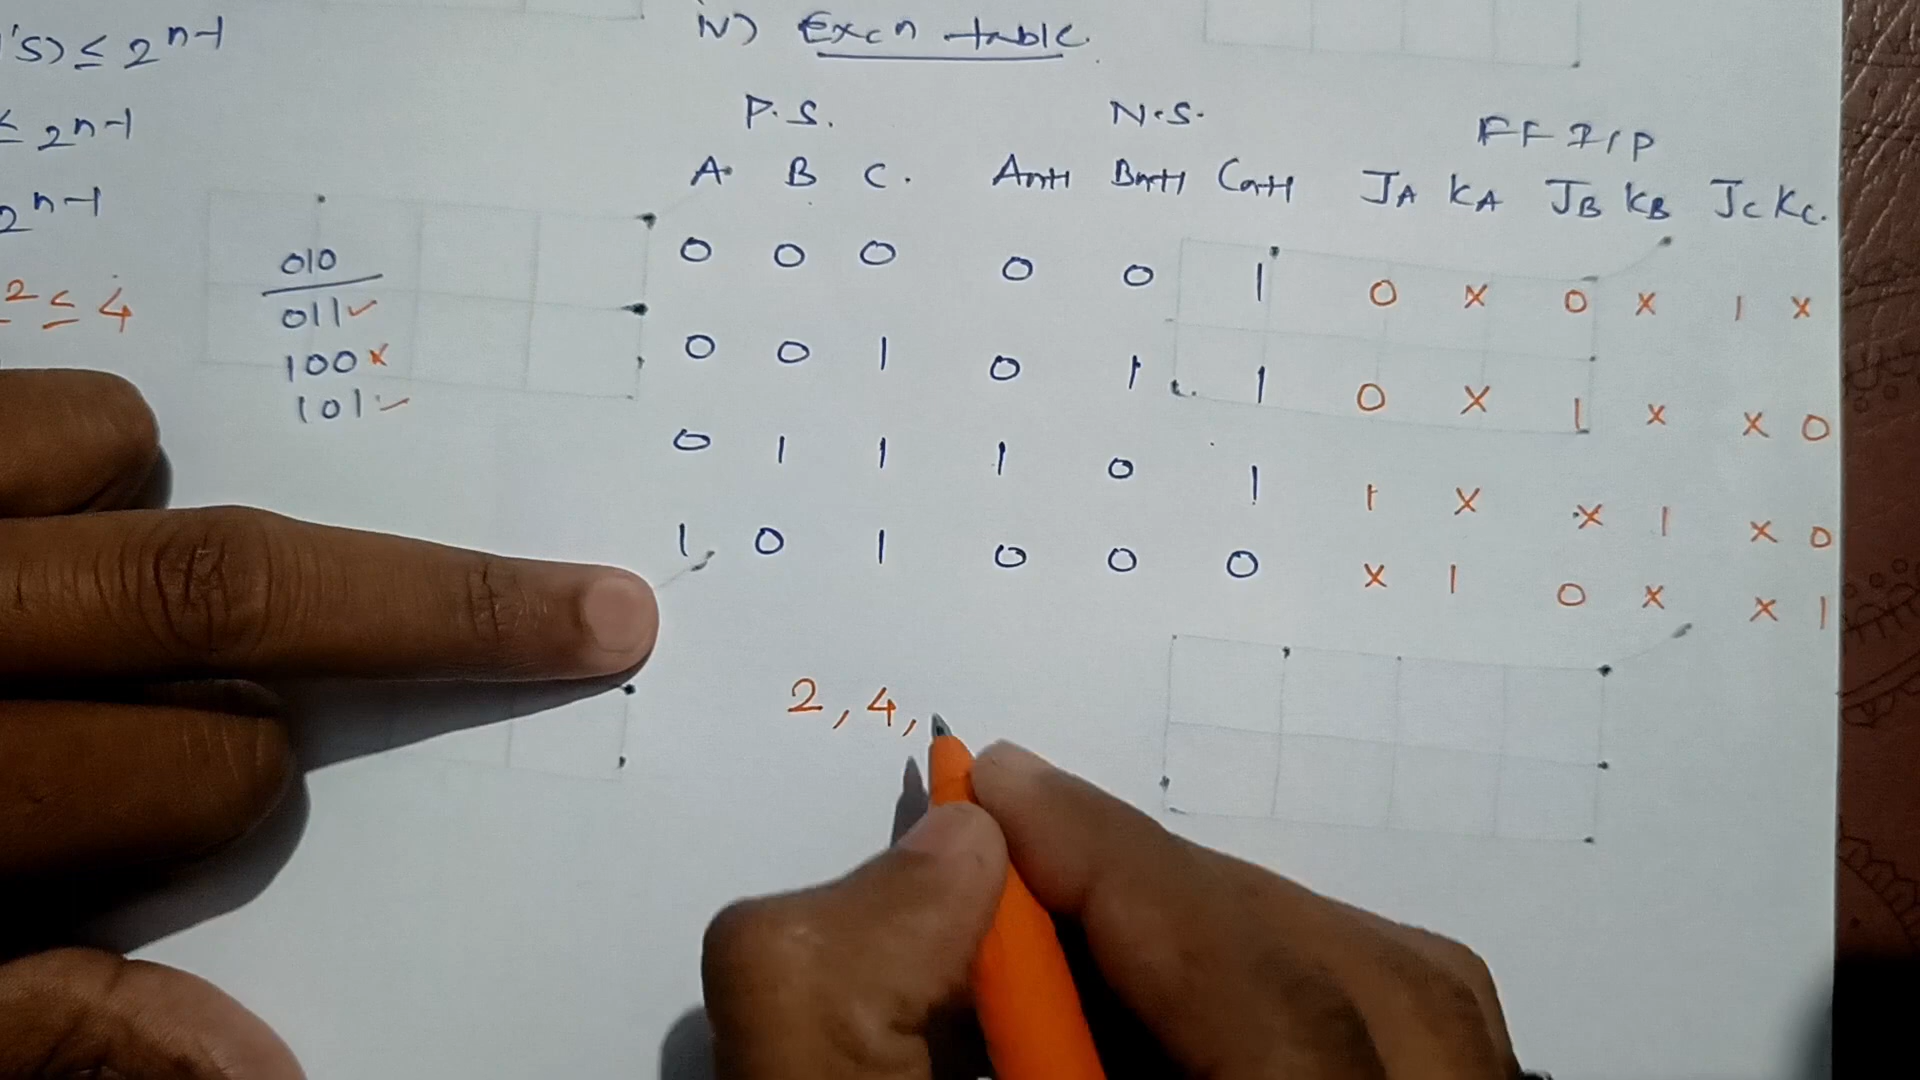 's) ≤ 2^n-1
≤ 2^n-1
2^n-1
2 ≤ 4
010
011 ✓
100 ×
101 ✓
iv) Excn table.
P.S. N.S. FF I/P
A B C. An+1 Bn+1 Cn+1 JA KA JB KB JC KC.
0 0 0 0 0 1 0 × 0 × 1 ×
0 0 1 0 1 1 0 × 1 × × 0
0 1 1 1 0 1 1 × × 1 × 0
1 0 1 0 0 0 × 1 0 × × 1
2, 4,